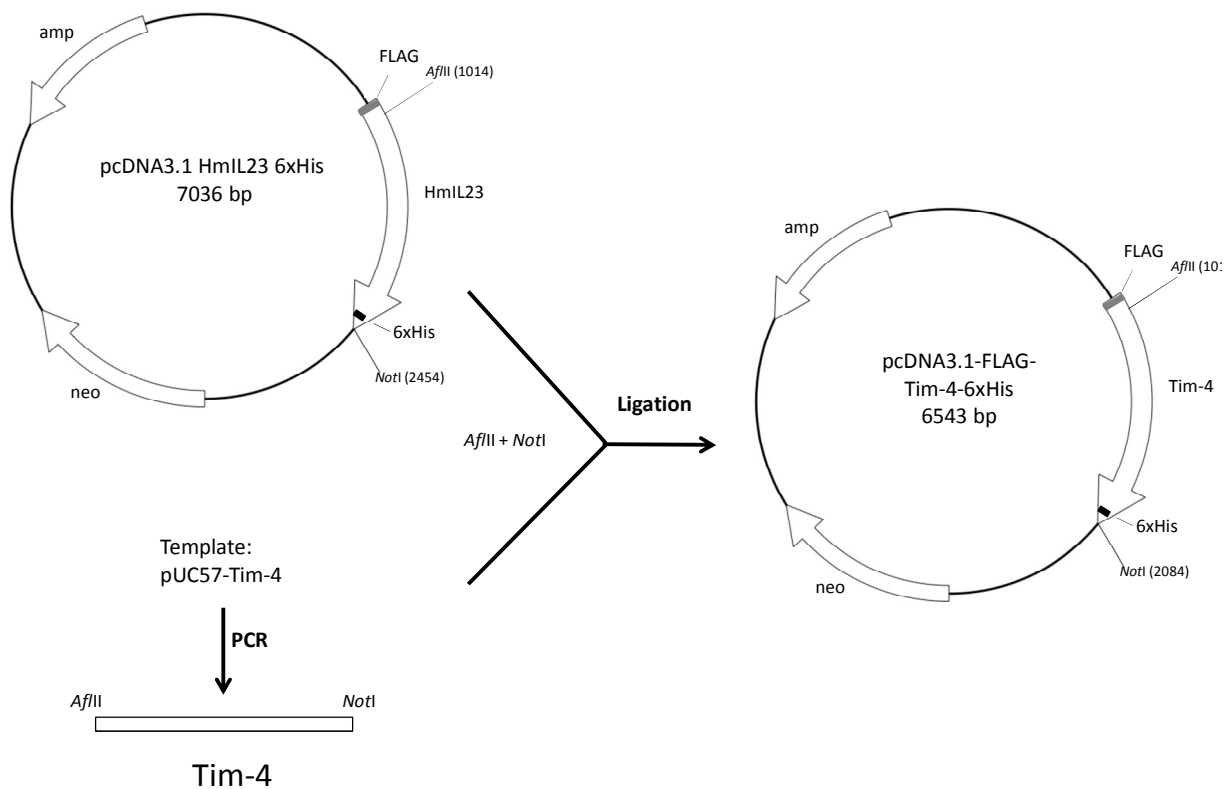 amp
FLAG
AflII (1014)
pcDNA3.1 HmIL23 6xHis
7036 bp
HmIL23
6xHis
NotI (2454)
neo
AflII + NotI
Ligation
amp
FLAG
AflII (101
pcDNA3.1-FLAG-
Tim-4-6xHis
6543 bp
Tim-4
6xHis
NotI (2084)
neo
Template:
pUC57-Tim-4
PCR
AflII
NotI
Tim-4